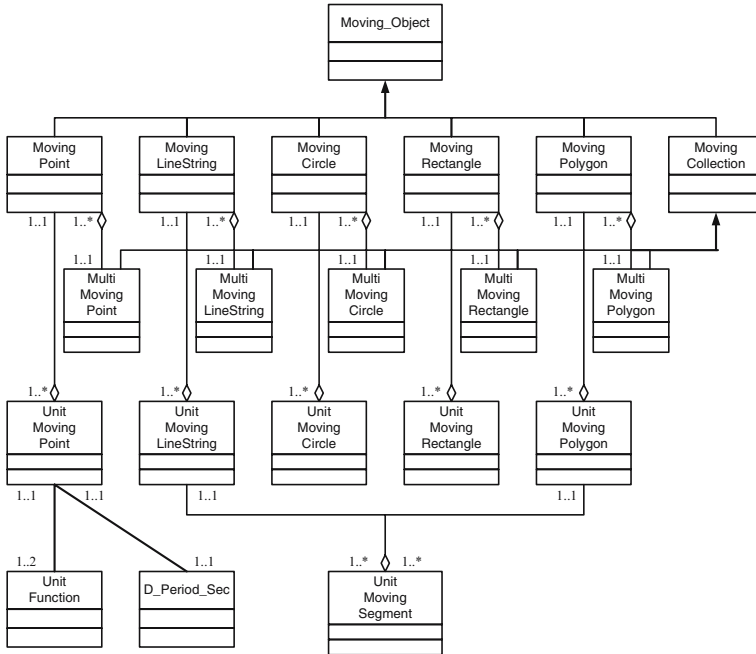 Moving_Object
Moving
Point
Moving
LineString
Moving
Circle
Moving
Rectangle
Moving
Polygon
Moving
Collection
1..1 1..* 1..1 1..* 1..1 1..* 1..1 1..* 1..1 1..*
1..1 1..1 1..1 1..1 1..1
Multi
Moving
Point
Multi
Moving
LineString
Multi
Moving
Circle
Multi
Moving
Rectangle
Multi
Moving
Polygon
1..* 1..* 1..* 1..* 1..*
Unit
Moving
Point
Unit
Moving
LineString
Unit
Moving
Circle
Unit
Moving
Rectangle
Unit
Moving
Polygon
1..1 1..1 1..1 1..1
1..2 1..1 1..* 1..*
Unit
Function
D_Period_Sec
Unit
Moving
Segment